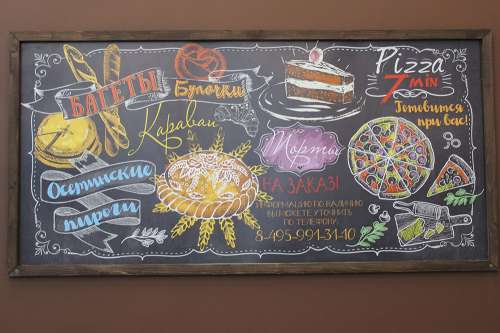 БАГЕТЫ
Булочки
Каравай
Осетинские
пироги
Торты
НА ЗАКАЗ!
ИНФОРМАЦИЮ ПО НАЛИЧИЮ
ВЫ МОЖЕТЕ УТОЧНИТЬ
ПО ТЕЛЕФОНУ:
8-495-991-31-10
Pizza
7 min
Готовится
при вас!